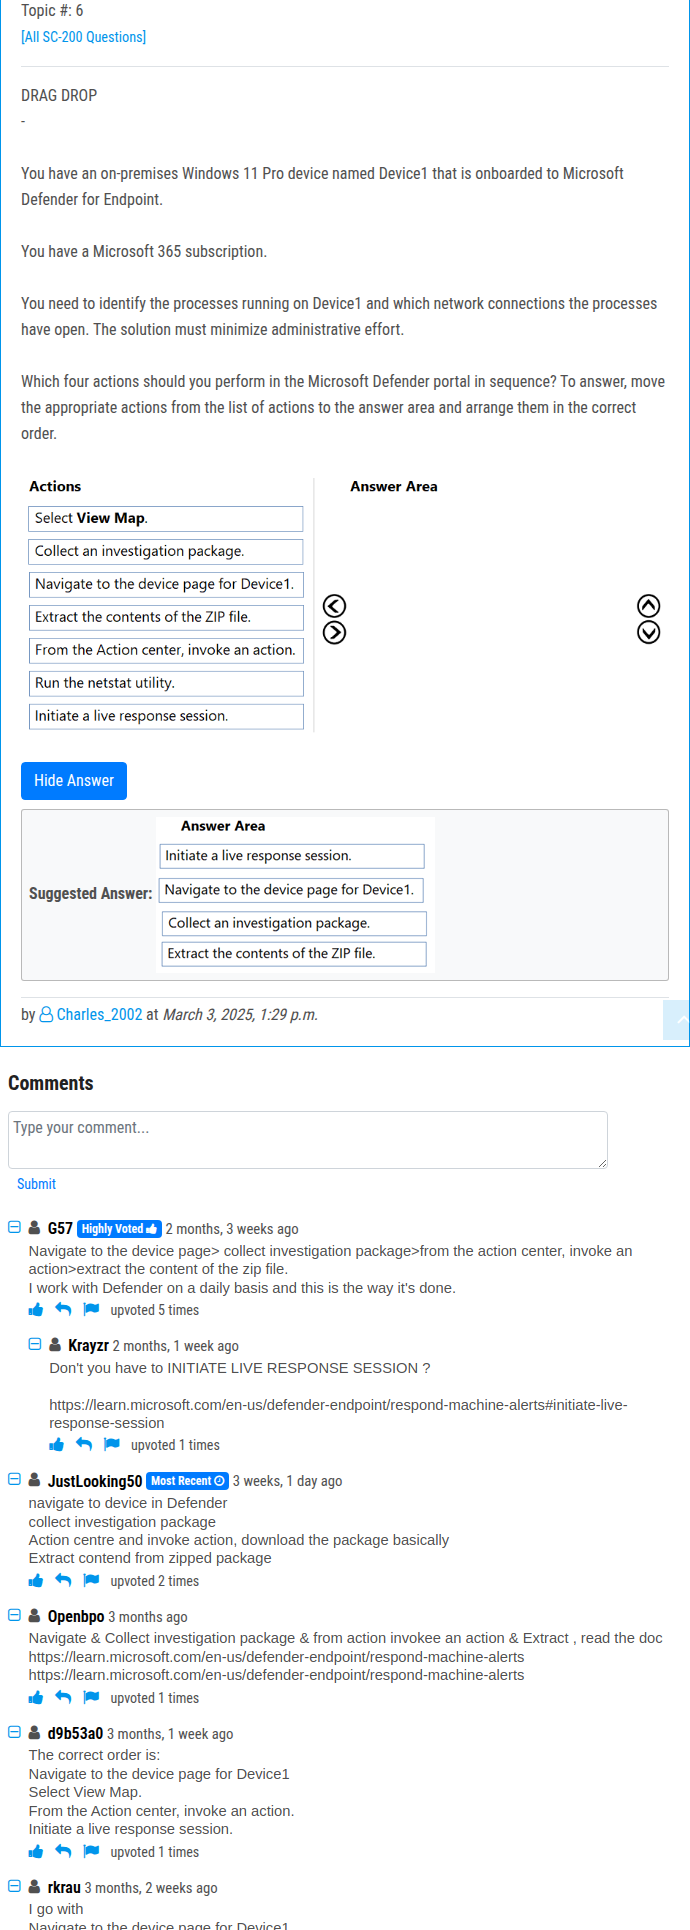 Topic #: 6
[All SC-200 Questions]
DRAG DROP
-
You have an on-premises Windows 11 Pro device named Device1 that is onboarded to Microsoft
Defender for Endpoint.
You have a Microsoft 365 subscription.
You need to identify the processes running on Device1 and which network connections the processes
have open. The solution must minimize administrative effort.
Which four actions should you perform in the Microsoft Defender portal in sequence? To answer, move
the appropriate actions from the list of actions to the answer area and arrange them in the correct
order.
Actions
Answer Area
Select View Map.
Collect an investigation package.
Navigate to the device page for Device1.
Extract the contents of the ZIP file.
From the Action center, invoke an action.
Run the netstat utility.
Initiate a live response session.
Hide Answer
Answer Area
Initiate a live response session.
Suggested Answer:
Navigate to the device page for Device1.
Collect an investigation package.
Extract the contents of the ZIP file.
by Charles_2002 at March 3, 2025, 1:29 p.m.
Comments
Type your comment...
Submit
G57 Highly Voted 2 months, 3 weeks ago
Navigate to the device page> collect investigation package>from the action center, invoke an
action>extract the content of the zip file.
I work with Defender on a daily basis and this is the way it's done.
upvoted 5 times
Krayzr 2 months, 1 week ago
Don't you have to INITIATE LIVE RESPONSE SESSION ?
https://learn.microsoft.com/en-us/defender-endpoint/respond-machine-alerts#initiate-live-
response-session
upvoted 1 times
JustLooking50 Most Recent 3 weeks, 1 day ago
navigate to device in Defender
collect investigation package
Action centre and invoke action, download the package basically
Extract contend from zipped package
upvoted 2 times
Openbpo 3 months ago
Navigate & Collect investigation package & from action invokee an action & Extract , read the doc
https://learn.microsoft.com/en-us/defender-endpoint/respond-machine-alerts
https://learn.microsoft.com/en-us/defender-endpoint/respond-machine-alerts
upvoted 1 times
d9b53a0 3 months, 1 week ago
The correct order is:
Navigate to the device page for Device1
Select View Map.
From the Action center, invoke an action.
Initiate a live response session.
upvoted 1 times
rkrau 3 months, 2 weeks ago
I go with
Navigate to the device page for Device1